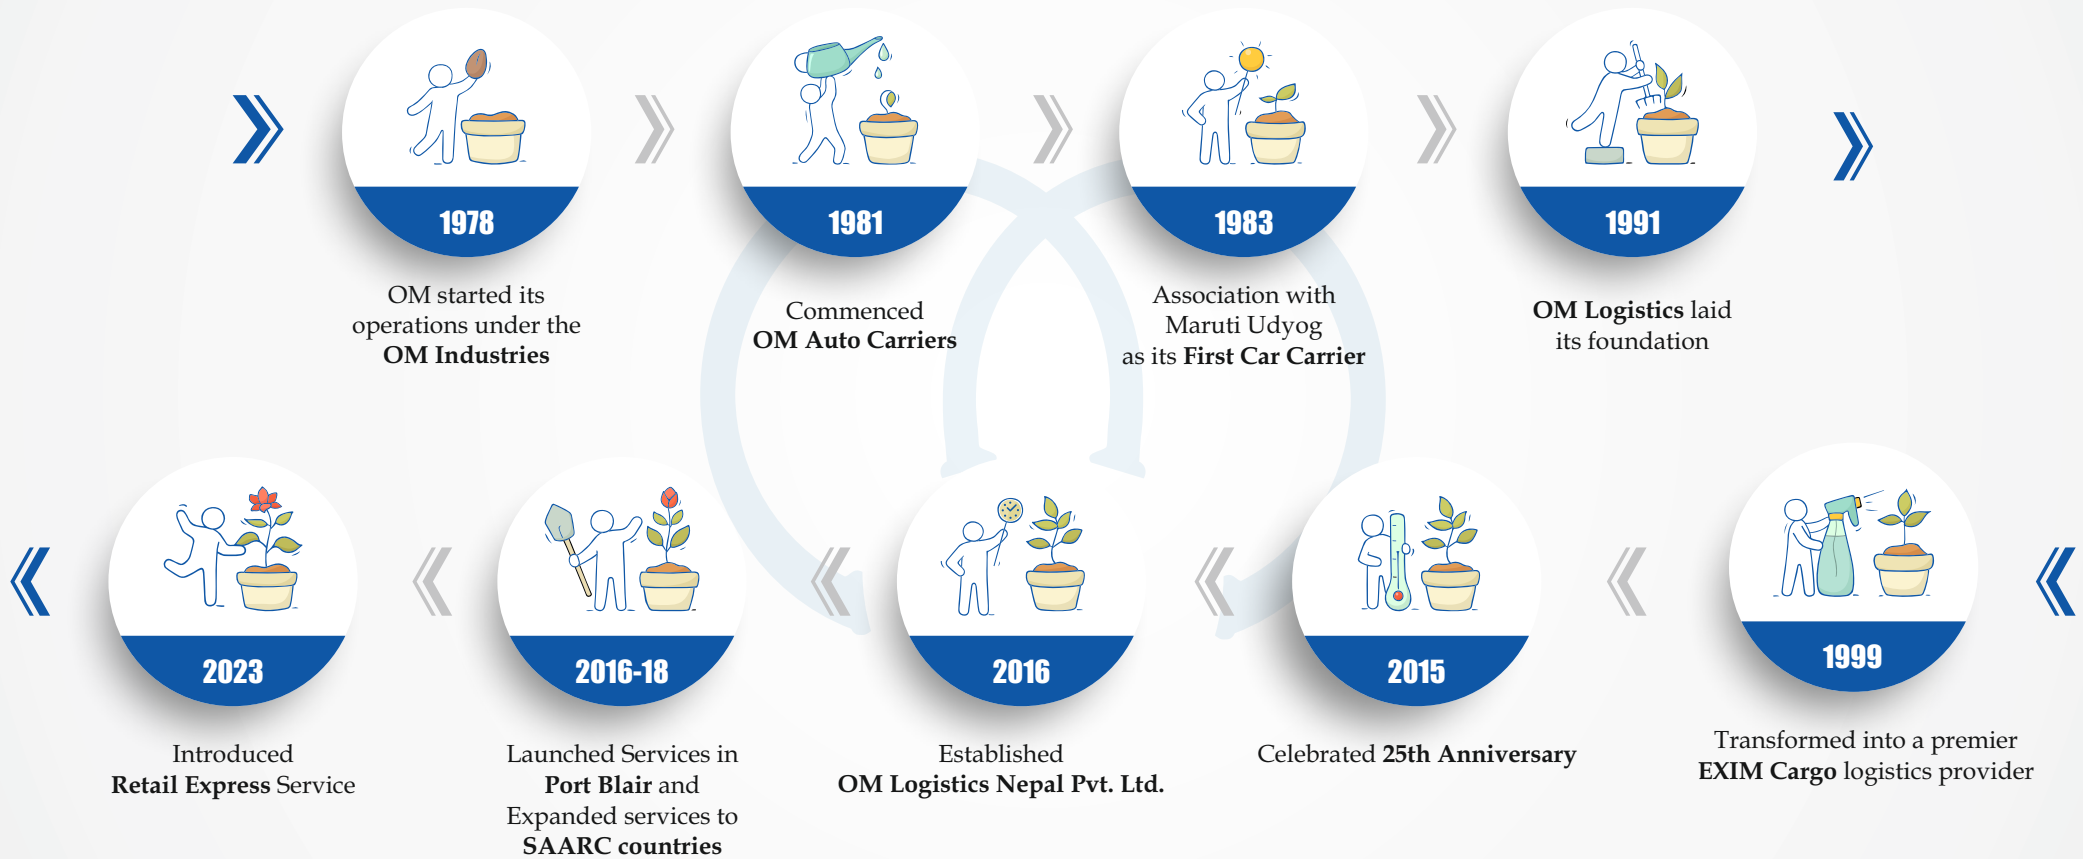 1978
OM started its
operations under the
OM Industries
1981
Commenced
OM Auto Carriers
1983
Association with
Maruti Udyog
as its First Car Carrier
1991
OM Logistics laid
its foundation
1999
Transformed into a premier
EXIM Cargo logistics provider
2015
Celebrated 25th Anniversary
2016
Established
OM Logistics Nepal Pvt. Ltd.
2016-18
Launched Services in
Port Blair and
Expanded services to
SAARC countries
2023
Introduced
Retail Express Service